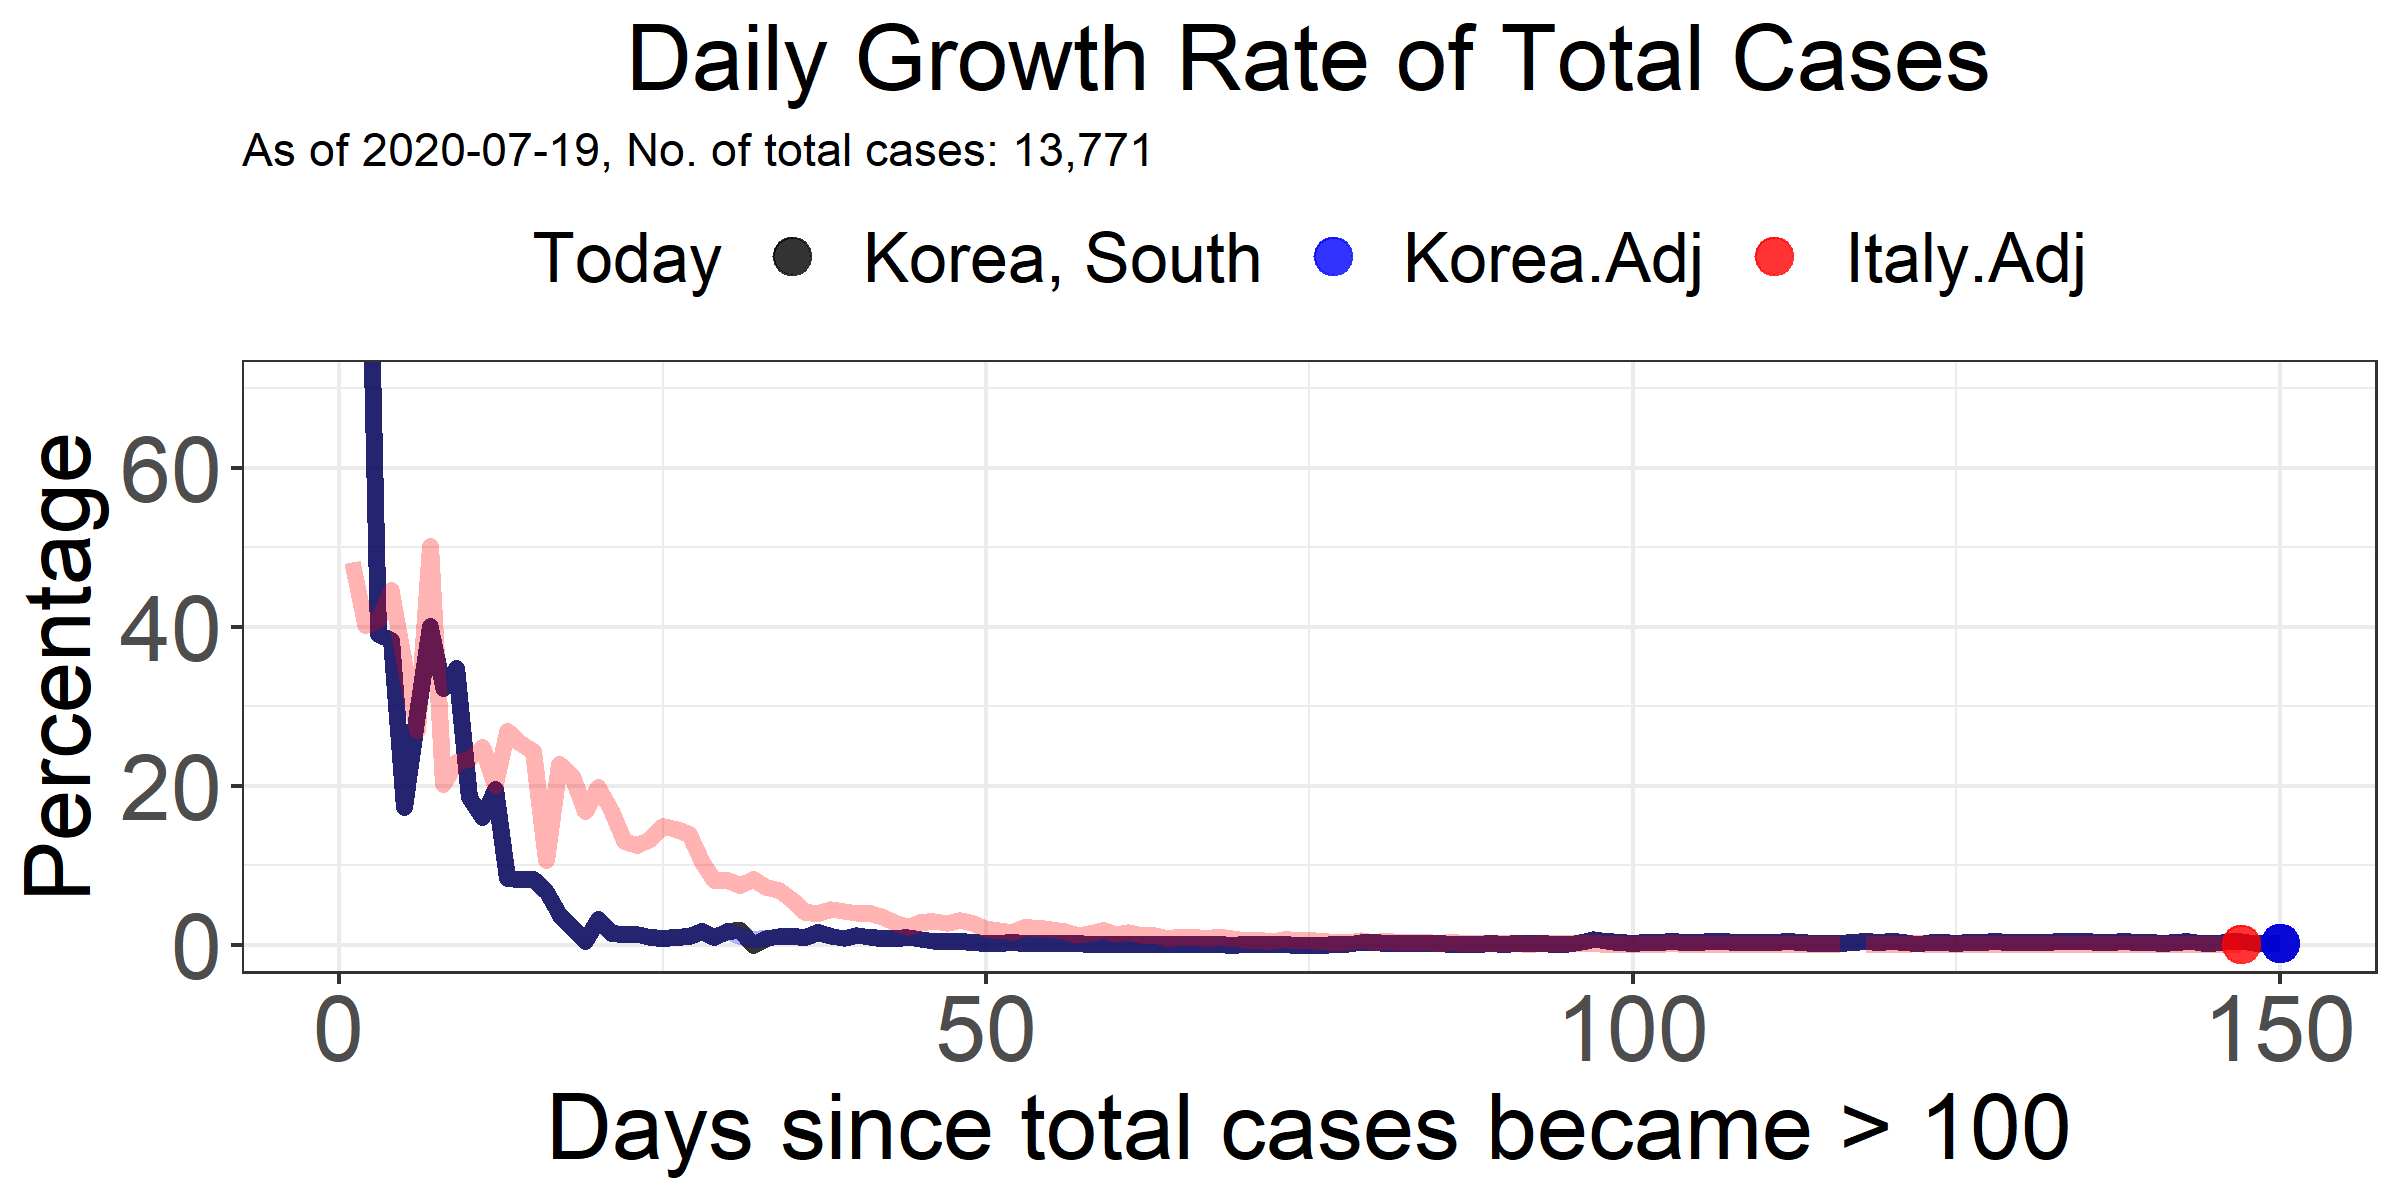 Daily Growth Rate of Total Cases
As of 2020-07-19, No. of total cases: 13,771
Today Korea, South Korea.Adj Italy.Adj
Percentage
60
40
20
0
0 50 100 150
Days since total cases became > 100